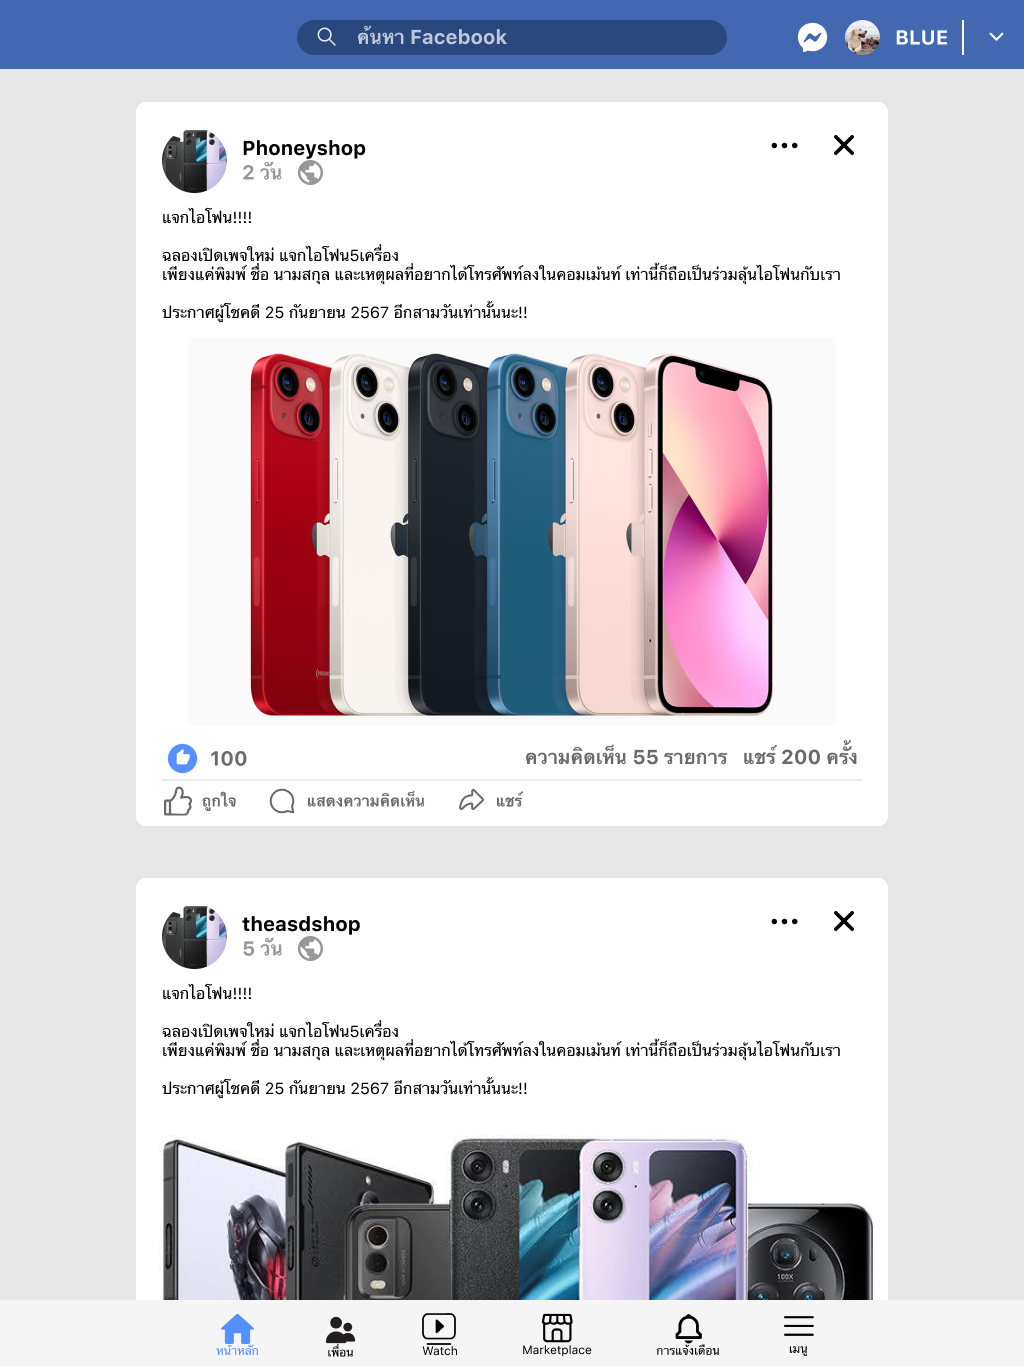 ค้นหา Facebook
BLUE
Phoneyshop
2 วัน
แจกไอโฟน!!!!
ฉลองเปิดเพจใหม่ แจกไอโฟน5เครื่อง
เพียงแค่พิมพ์ ชื่อ นามสกุล และเหตุผลที่อยากได้โทรศัพท์ลงในคอมเม้นท์ เท่านี้ก็ถือเป็นร่วมลุ้นไอโฟนกับเรา
ประกาศผู้โชคดี 25 กันยายน 2567 อีกสามวันเท่านั้นนะ!!
100
ความคิดเห็น 55 รายการ แชร์ 200 ครั้ง
ถูกใจ แสดงความคิดเห็น แชร์
theasdshop
5 วัน
แจกไอโฟน!!!!
ฉลองเปิดเพจใหม่ แจกไอโฟน5เครื่อง
เพียงแค่พิมพ์ ชื่อ นามสกุล และเหตุผลที่อยากได้โทรศัพท์ลงในคอมเม้นท์ เท่านี้ก็ถือเป็นร่วมลุ้นไอโฟนกับเรา
ประกาศผู้โชคดี 25 กันยายน 2567 อีกสามวันเท่านั้นนะ!!
100X
หน้าหลัก เพื่อน Watch Marketplace การแจ้งเตือน เมนู